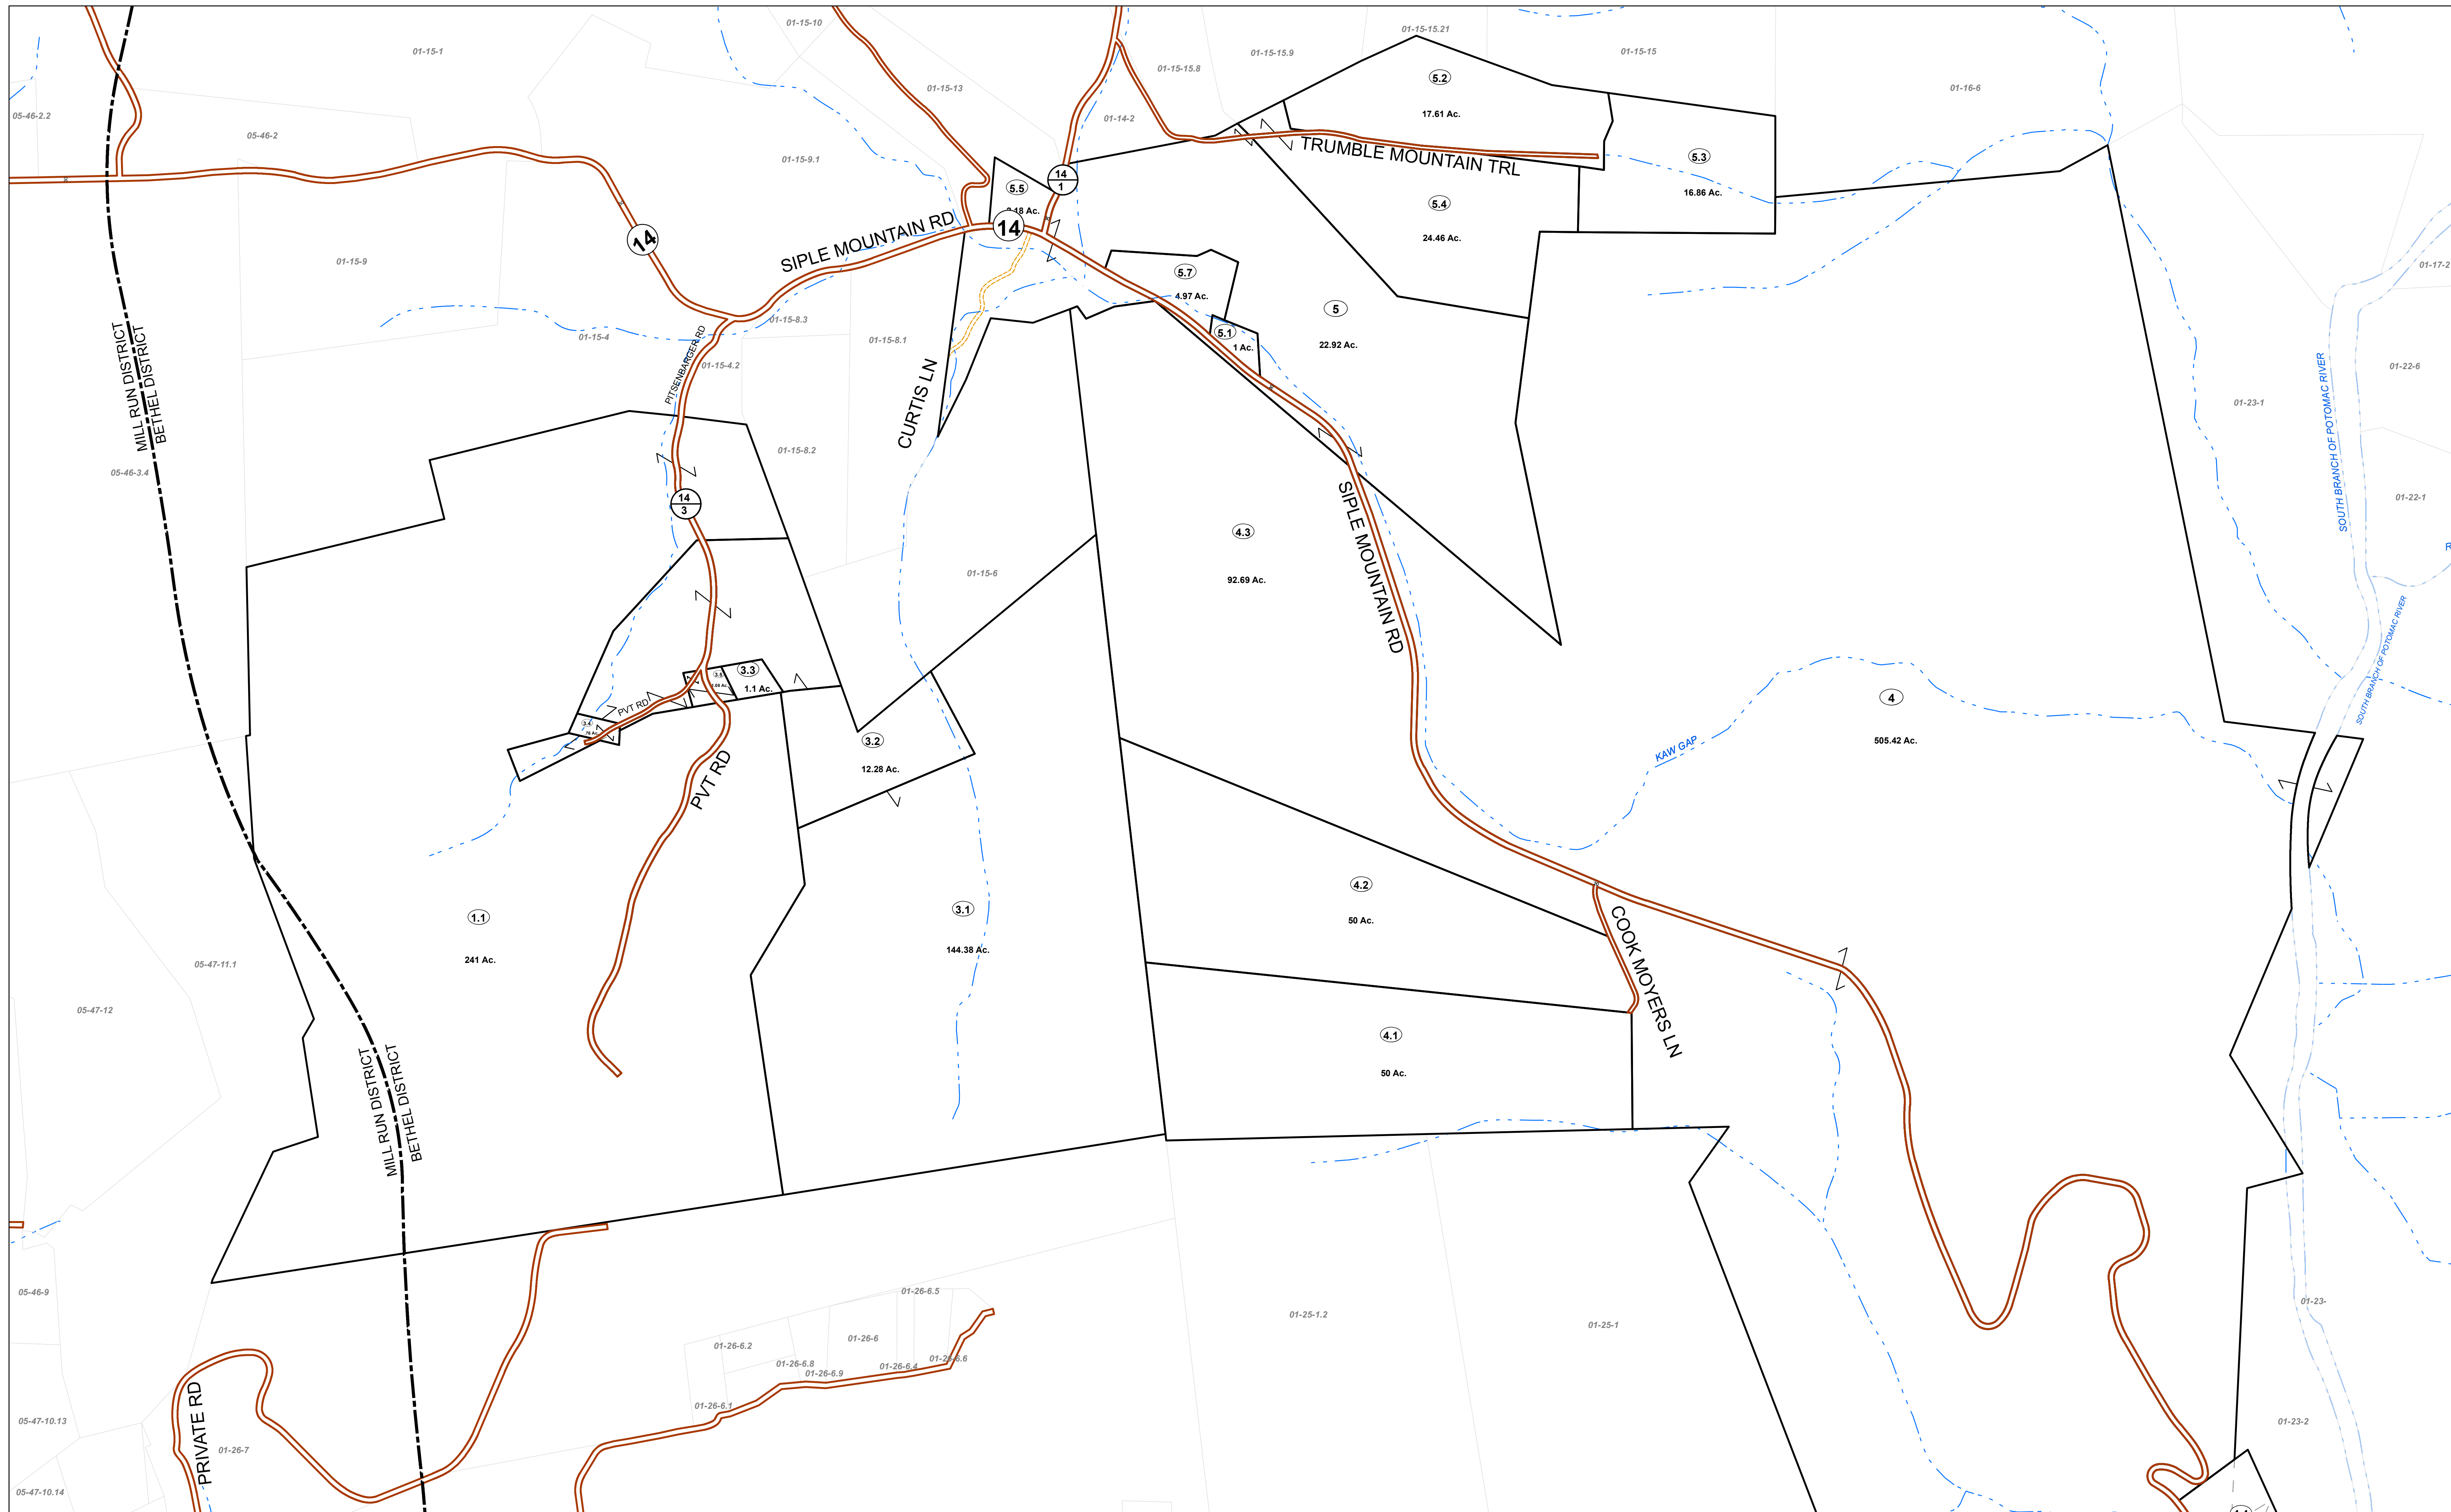 01-15-10
01-15-1
01-15-15.21
01-15-15.9
01-15-15
01-15-15.8
01-15-13
01-16-6
5.2
17.61 Ac.
05-46-2.2
05-46-2
01-14-2
TRUMBLE MOUNTAIN TRL
01-15-9.1
5.3
16.86 Ac.
14
1
5.5
14
SIPLE MOUNTAIN RD
14
5.4
24.46 Ac.
01-15-9
01-17-2
5.7
4.97 Ac.
5
22.92 Ac.
5.1
1 Ac.
01-15-8.3
01-15-4
01-15-8.1
PITSENBARGER RD
01-15-4.2
MILL RUN DISTRICT
BETHEL DISTRICT
CURTIS LN
SOUTH BRANCH OF POTOMAC RIVER
01-22-6
01-23-1
01-15-8.2
05-46-3.4
14
3
01-22-1
SIPLE MOUNTAIN RD
4.3
92.69 Ac.
R
01-15-6
SOUTH BRANCH OF POTOMAC RIVER
3.3
1.1 Ac.
PVT RD
3.2
12.28 Ac.
PVT RD
KAW GAP
4
505.42 Ac.
4.2
50 Ac.
1.1
241 Ac.
3.1
144.38 Ac.
COOK MOYERS LN
05-47-11.1
05-47-12
4.1
50 Ac.
MILL RUN DISTRICT
BETHEL DISTRICT
05-46-9
01-26-6.5
01-23-
01-25-1.2
01-25-1
01-26-6.2
01-26-6
01-26-6.8
01-26-6.4
01-26-6.6
01-26-6.9
01-26-6.1
PRIVATE RD
05-47-10.13
01-23-2
01-26-7
05-47-10.14